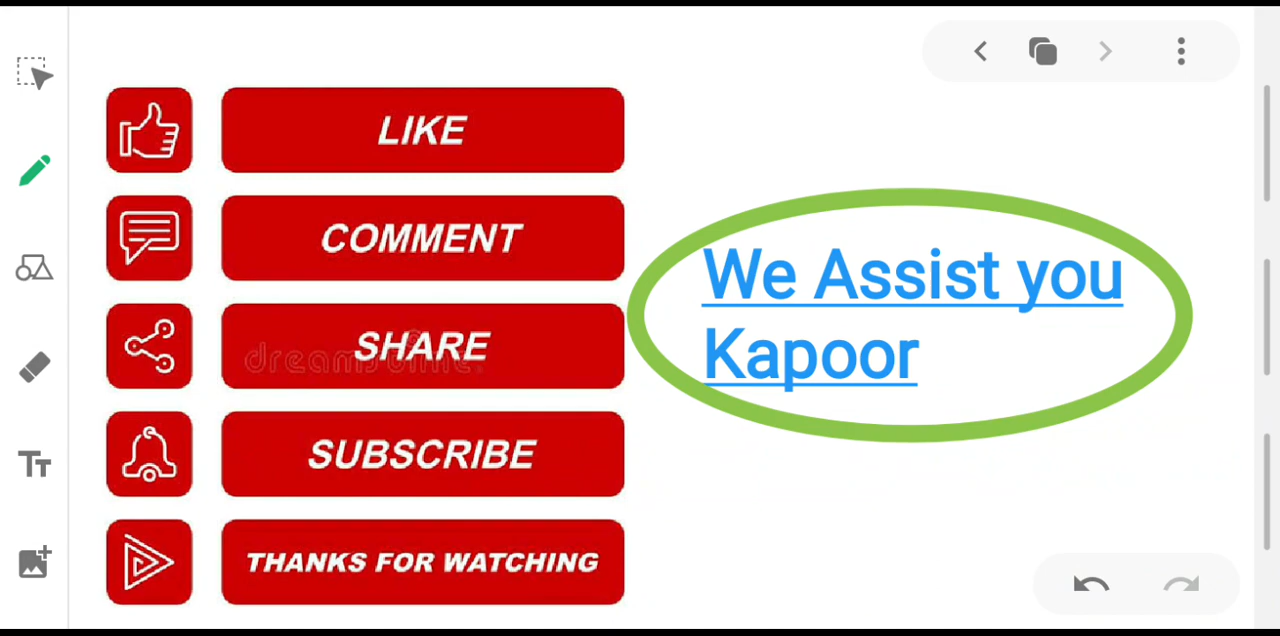 LIKE
COMMENT
SHARE
SUBSCRIBE
THANKS FOR WATCHING
We Assist you
Kapoor